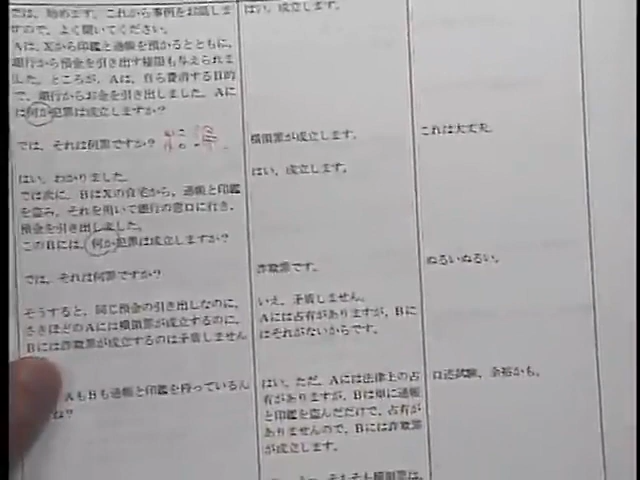 では、始めます。これから事例をお話しま
すので、よく聞いてください。
Aは、Xから印鑑と通帳を預かるとともに、
銀行から預金を引き出す権限も与えられま
した。ところが、Aは、自ら費消する目的
で、銀行からお金を引き出しました。Aに
は何か犯罪は成立しますか?
はい、成立します。
では、それは何罪ですか?
横領罪が成立します。
これは大丈夫。
はい、わかりました。
では次に、BはXの自宅から、通帳と印鑑
を盗み、それを用いて銀行の窓口に行き、
預金を引き出しました。
このBには、何か犯罪は成立しますか?
はい、成立します。
では、それは何罪ですか?
詐欺罪です。
ぬるいぬるい。
そうすると、同じ預金の引き出しなのに、
さきほどのAには横領罪が成立するのに、
Bには詐欺罪が成立するのは矛盾しません
いえ、矛盾しません。
Aには占有がありますが、Bに
はそれがないからです。
AもBも通帳と印鑑を持っているん
ね?
はい。ただ、Aには法律上の占
有がありますが、Bは単に通帳
と印鑑を盗んだだけで、占有が
ありませんので、Bには詐欺罪
が成立します。
口述試験、余裕かも。